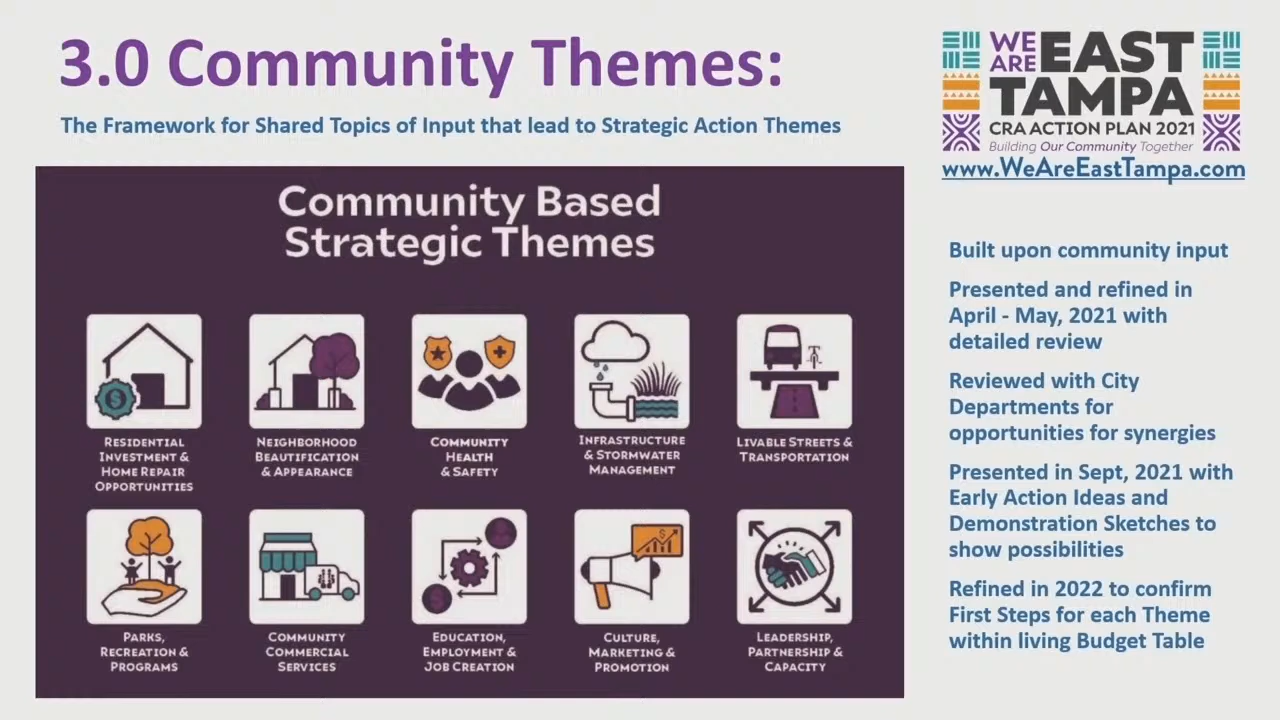 3.0 Community Themes:
The Framework for Shared Topics of Input that lead to Strategic Action Themes
WE
ARE
EAST
TAMPA
CRA ACTION PLAN 2021
Building Our Community Together
www.WeAreEastTampa.com
Community Based
Strategic Themes
RESIDENTIAL
INVESTMENT &
HOME REPAIR
OPPORTUNITIES
NEIGHBORHOOD
BEAUTIFICATION
& APPEARANCE
COMMUNITY
HEALTH
& SAFETY
INFRASTRUCTURE
& STORMWATER
MANAGEMENT
LIVABLE STREETS &
TRANSPORTATION
PARKS,
RECREATION &
PROGRAMS
COMMUNITY
COMMERCIAL
SERVICES
EDUCATION,
EMPLOYMENT &
JOB CREATION
CULTURE,
MARKETING &
PROMOTION
LEADERSHIP,
PARTNERSHIP &
CAPACITY
Built upon community input
Presented and refined in
April - May, 2021 with
detailed review
Reviewed with City
Departments for
opportunities for synergies
Presented in Sept, 2021 with
Early Action Ideas and
Demonstration Sketches to
show possibilities
Refined in 2022 to confirm
First Steps for each Theme
within living Budget Table